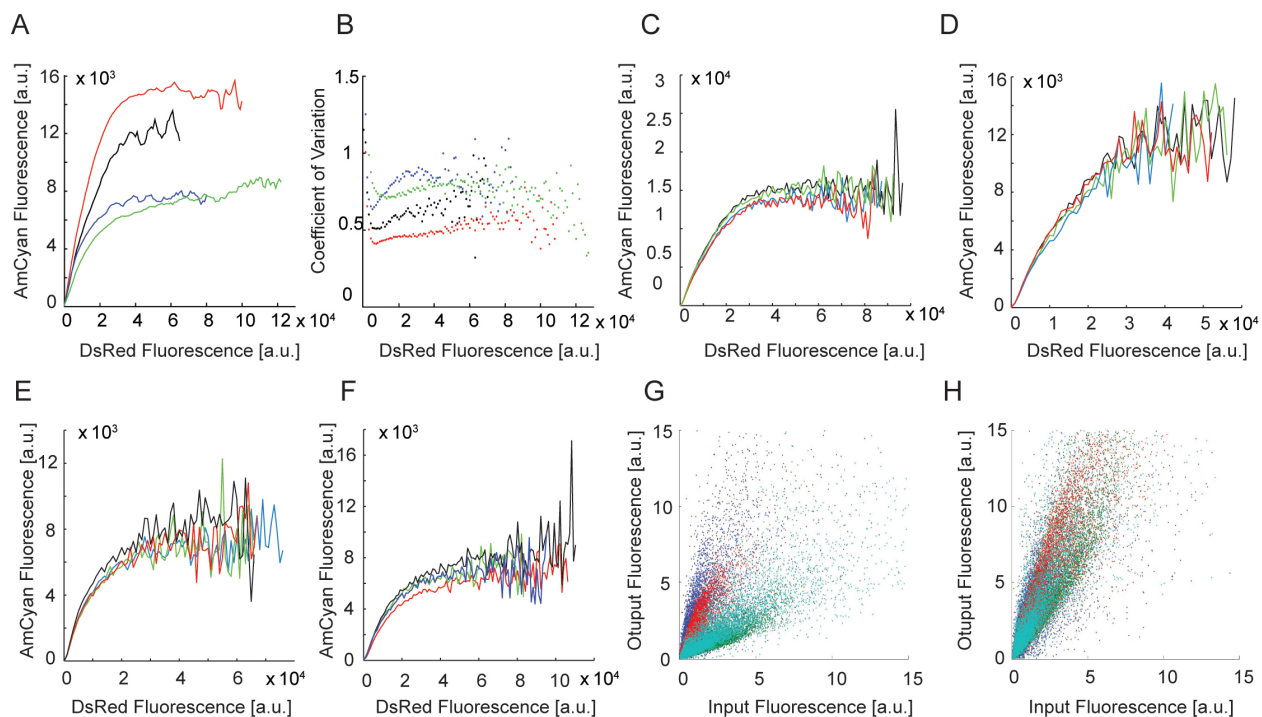 A
B
C
D
x 10³
16
12
8
4
0
AmCyan Fluorescence [a.u.]
0 2 4 6 8 10 12 x 10⁴
DsRed Fluorescence [a.u.]
1.5
1
0.5
0
Coefficient of Variation
0 2 4 6 8 10 12 x 10⁴
DsRed Fluorescence [a.u.]
x 10⁴
3
2.5
2
1.5
1
0.5
0
AmCyan Fluorescence [a.u.]
0 2 4 6 8 10 x 10⁴
DsRed Fluorescence [a.u.]
x 10³
16
12
8
4
0
AmCyan Fluorescence [a.u.]
0 1 2 3 4 5 x 10⁴
DsRed Fluorescence [a.u.]
E
F
G
H
x 10³
12
8
4
0
AmCyan Fluorescence [a.u.]
0 2 4 6 8 x 10⁴
DsRed Fluorescence [a.u.]
x 10³
16
12
8
4
0
AmCyan Fluorescence [a.u.]
0 2 4 6 8 10 x 10⁴
DsRed Fluorescence [a.u.]
15
10
5
0
Otuput Fluorescence [a.u.]
0 5 10 15
Input Fluorescence [a.u.]
15
10
5
0
Otuput Fluorescence [a.u.]
0 5 10 15
Input Fluorescence [a.u.]